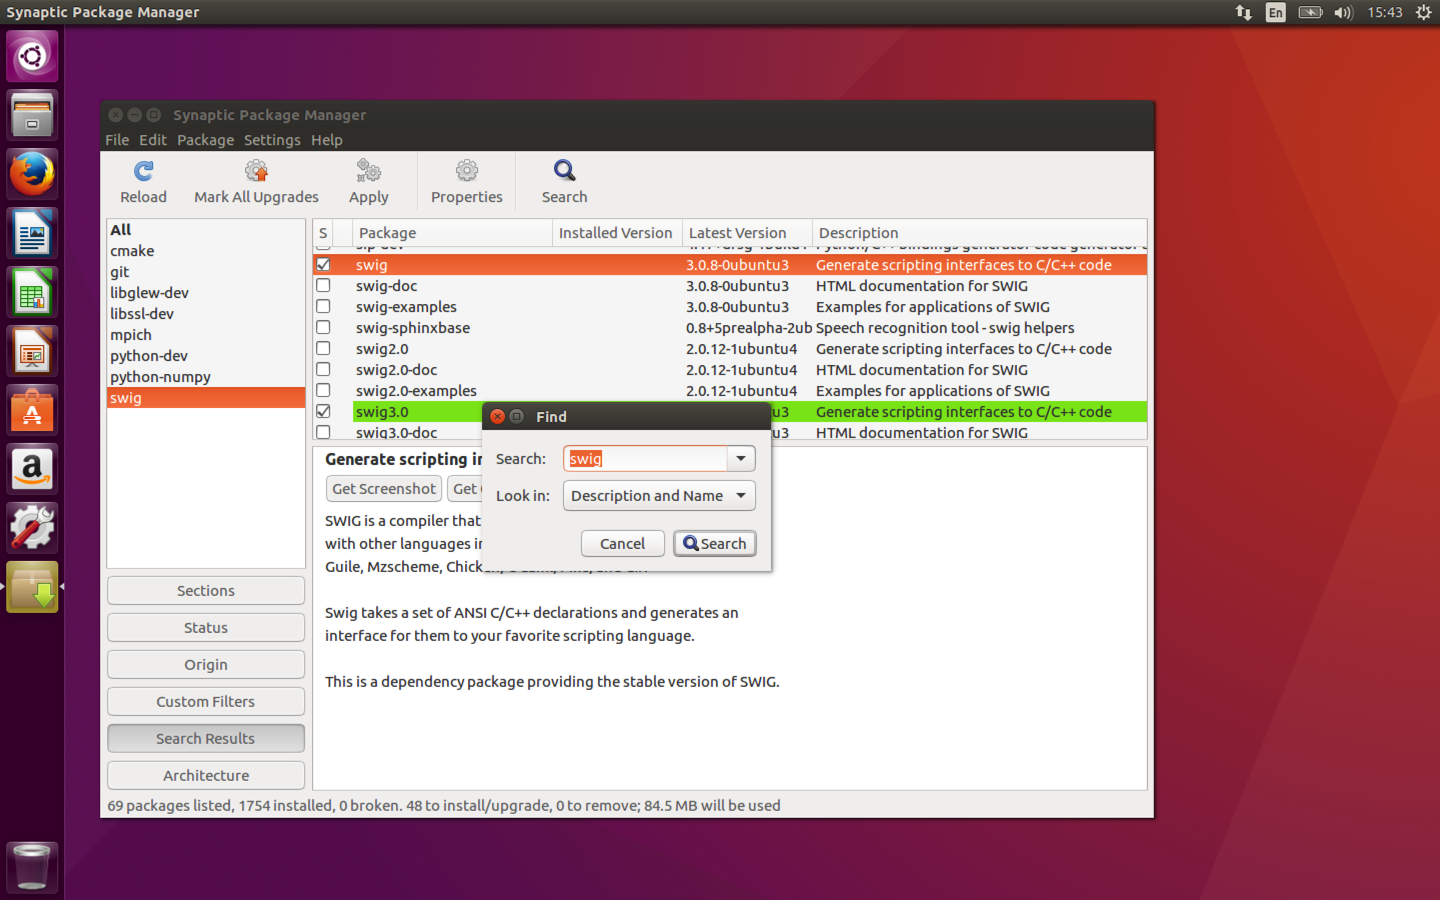 Synaptic Package Manager
En
15:43
Synaptic Package Manager
File Edit Package Settings Help
Reload Mark All Upgrades Apply Properties Search
All
cmake
git
libglew-dev
libssl-dev
mpich
python-dev
python-numpy
swig
Sections
Status
Origin
Custom Filters
Search Results
Architecture
S Package Installed Version Latest Version Description
swig 3.0.8-0ubuntu3 Generate scripting interfaces to C/C++ code
swig-doc 3.0.8-0ubuntu3 HTML documentation for SWIG
swig-examples 3.0.8-0ubuntu3 Examples for applications of SWIG
swig-sphinxbase 0.8+5prealpha-2ub Speech recognition tool - swig helpers
swig2.0 2.0.12-1ubuntu4 Generate scripting interfaces to C/C++ code
swig2.0-doc 2.0.12-1ubuntu4 HTML documentation for SWIG
swig2.0-examples 2.0.12-1ubuntu4 Examples for applications of SWIG
swig3.0 u3 Generate scripting interfaces to C/C++ code
swig3.0-doc u3 HTML documentation for SWIG
Find
Search: swig
Look in: Description and Name
Cancel Search
Generate scripting
Get Screenshot Get
SWIG is a compiler that
with other languages
Guile, Mzscheme,
Swig takes a set of ANSI C/C++ declarations and generates an
interface for them to your favorite scripting language.
This is a dependency package providing the stable version of SWIG.
69 packages listed, 1754 installed, 0 broken. 48 to install/upgrade, 0 to remove; 84.5 MB will be used